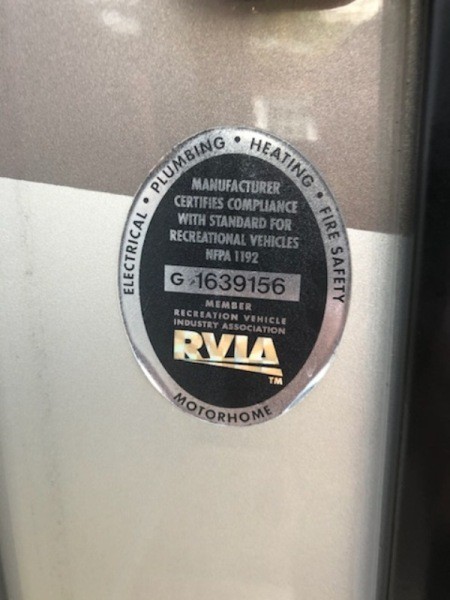 ELECTRICAL • PLUMBING • HEATING • FIRE SAFETY
MANUFACTURER
CERTIFIES COMPLIANCE
WITH STANDARD FOR
RECREATIONAL VEHICLES
NFPA 1192
G 1639156
MEMBER
RECREATION VEHICLE
INDUSTRY ASSOCIATION
RVIA
TM
MOTORHOME